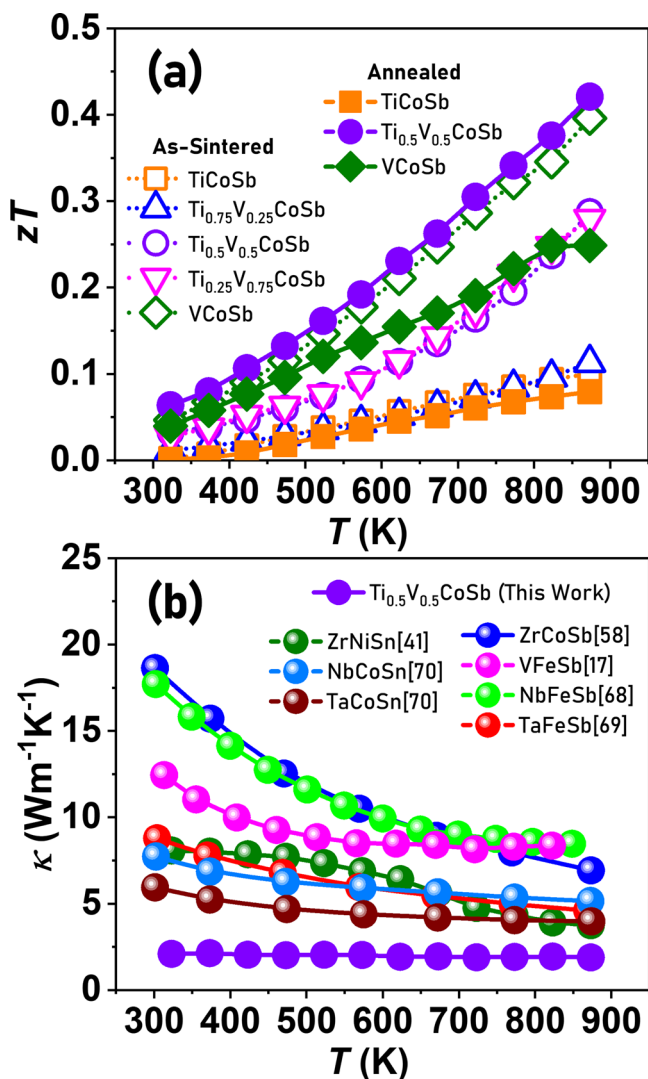 (a)
Annealed
TiCoSb
Ti₀.₅V₀.₅CoSb
VCoSb
As-Sintered
TiCoSb
Ti₀.₇₅V₀.₂₅CoSb
Ti₀.₅V₀.₅CoSb
Ti₀.₂₅V₀.₇₅CoSb
VCoSb
zT
0.5
0.4
0.3
0.2
0.1
0.0
300 400 500 600 700 800 900
T (K)
(b)
Ti₀.₅V₀.₅CoSb (This Work)
ZrNiSn[41]
NbCoSn[70]
TaCoSn[70]
ZrCoSb[58]
VFeSb[17]
NbFeSb[68]
TaFeSb[69]
κ (Wm⁻¹K⁻¹)
25
20
15
10
5
0
300 400 500 600 700 800 900
T (K)